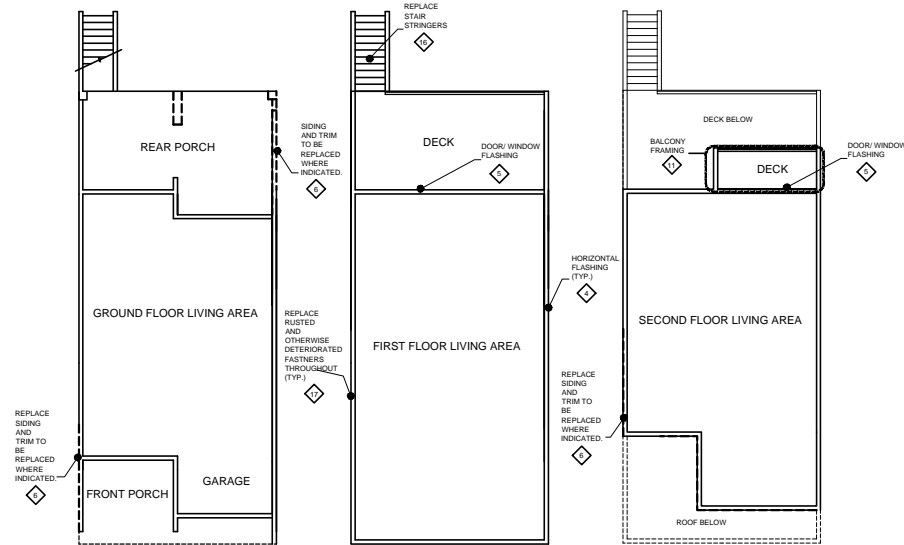 REAR PORCH
SIDING
AND TRIM
TO BE
REPLACED
WHERE
INDICATED.
6
GROUND FLOOR LIVING AREA
REPLACE
SIDING
AND
TRIM TO
BE
REPLACED
WHERE
INDICATED.
6
FRONT PORCH
GARAGE
REPLACE
STAIR
STRINGERS
16
DECK
DOOR/ WINDOW
FLASHING
5
HORIZONTAL
FLASHING
(TYP.)
4
REPLACE
RUSTED
AND
OTHERWISE
DETERIORATED
FASTNERS
THROUGHOUT
(TYP.)
17
FIRST FLOOR LIVING AREA
DECK BELOW
BALCONY
FRAMING
11
DECK
DOOR/ WINDOW
FLASHING
5
SECOND FLOOR LIVING AREA
REPLACE
SIDING
AND
TRIM TO
BE
REPLACED
WHERE
INDICATED.
6
ROOF BELOW